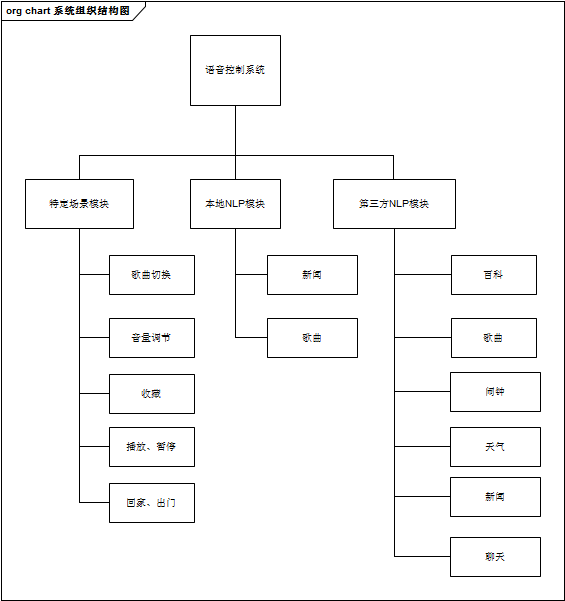 org chart 系统组织结构图
语音控制系统
特定场景模块
本地NLP模块
第三方NLP模块
歌曲切换
新闻
百科
音量调节
歌曲
歌曲
收藏
闹钟
播放、暂停
天气
回家、出门
新闻
聊天